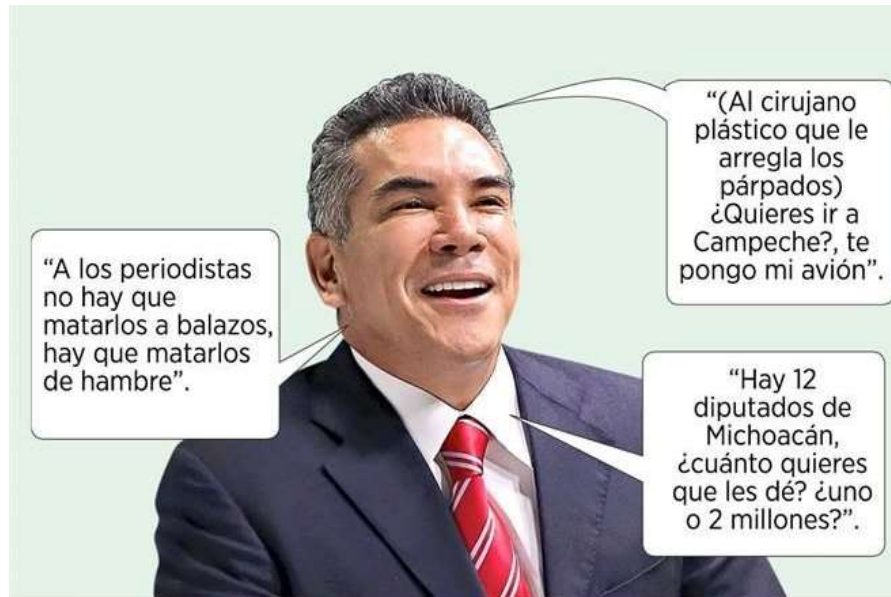 “(Al cirujano
plástico que le
arregla los
párpados)
¿Quieres ir a
Campeche?, te
pongo mi avión”.
“A los periodistas
no hay que
matarlos a balazos,
hay que matarlos
de hambre”.
“Hay 12
diputados de
Michoacán,
¿cuánto quieres
que les dé? ¿uno
o 2 millones?”.